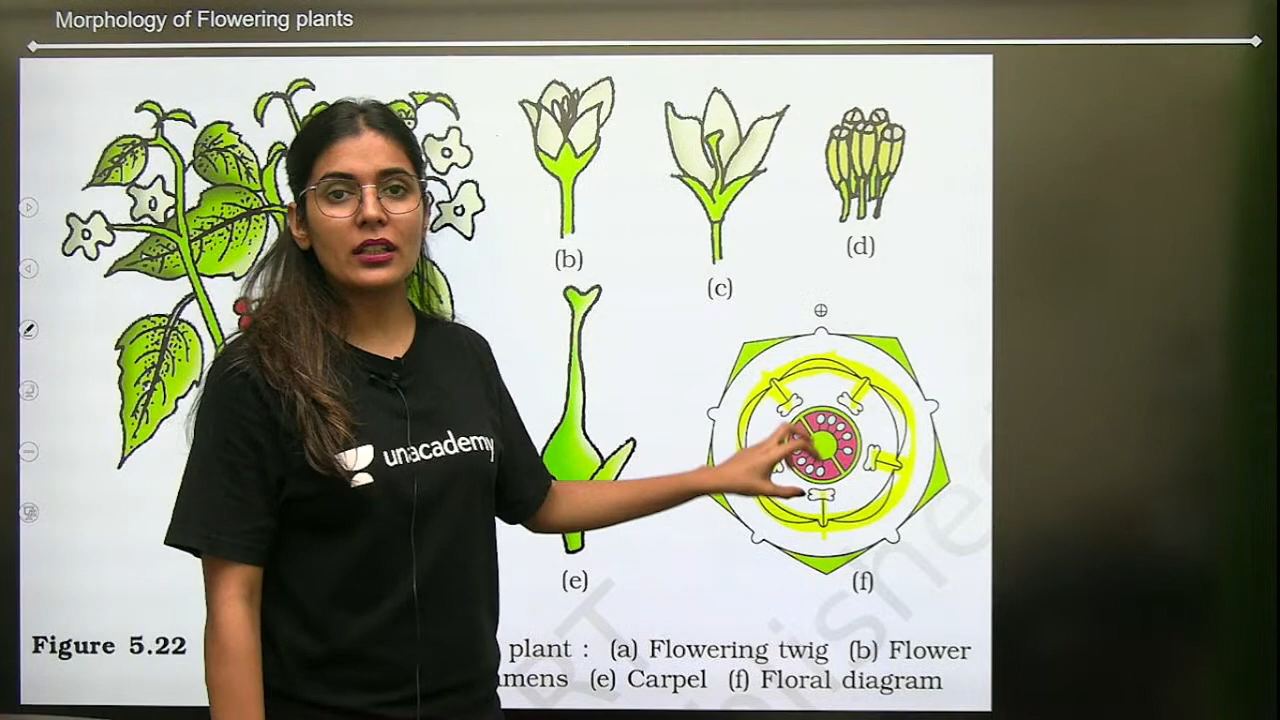 Morphology of Flowering plants
(b)
(c)
(d)
unacademy
(e)
(f)
Figure 5.22
plant : (a) Flowering twig (b) Flower
mens (e) Carpel (f) Floral diagram